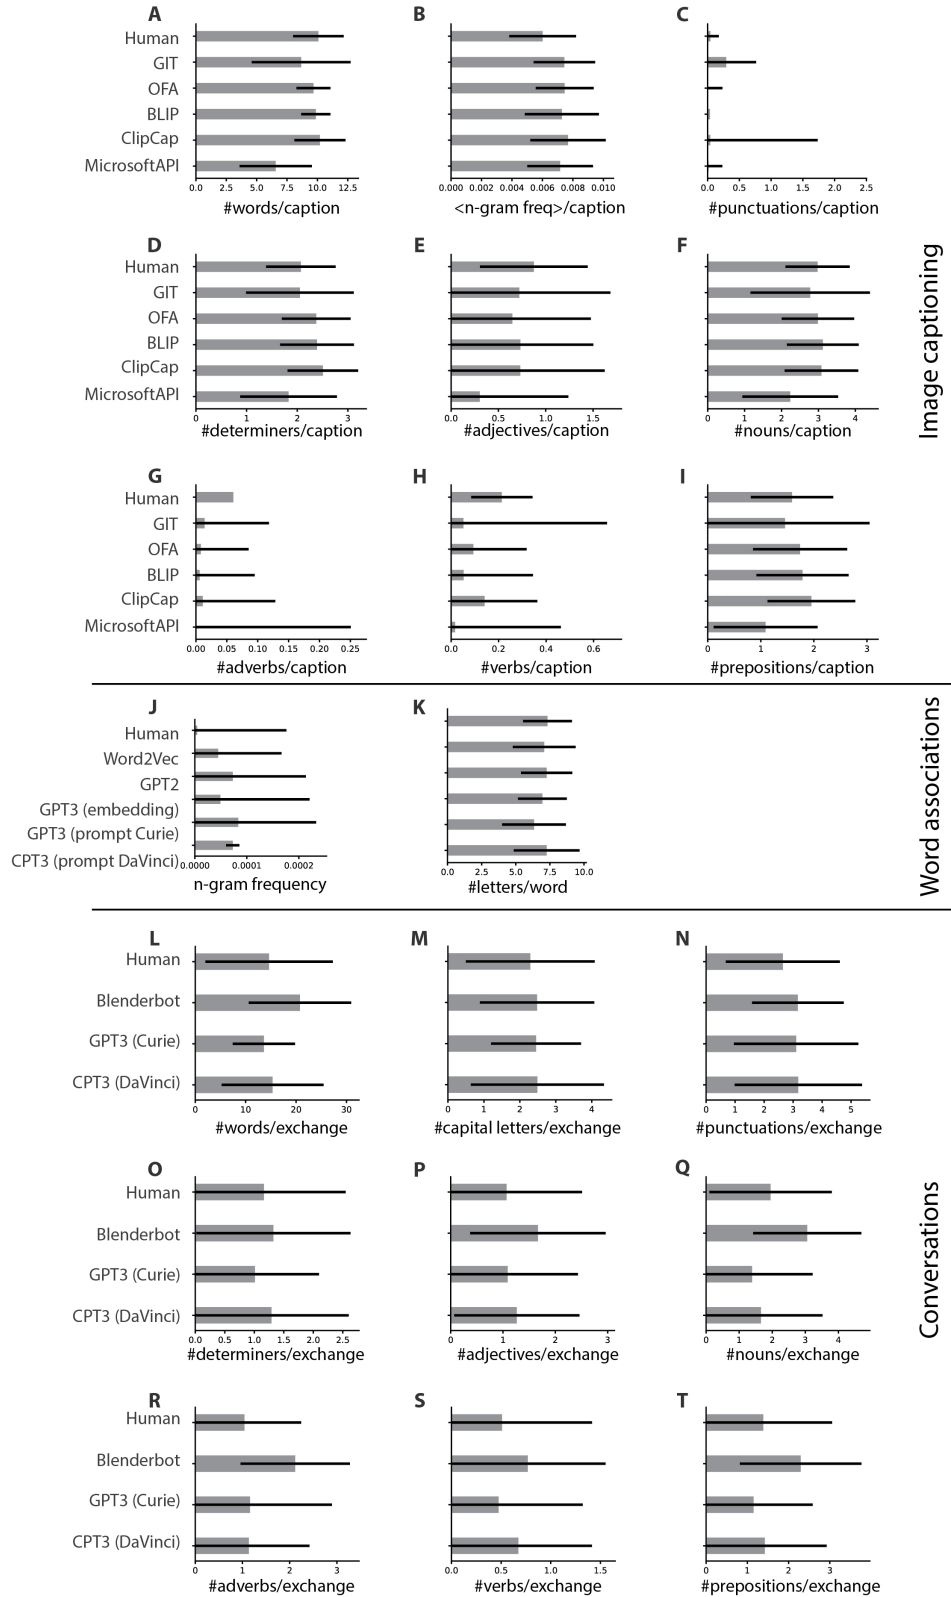 A B C
Human
GIT
OFA
BLIP
ClipCap
MicrosoftAPI
0.0 2.5 5.0 7.5 10.0 12.5 0.000 0.002 0.004 0.006 0.008 0.010 0.0 0.5 1.0 1.5 2.0 2.5
#words/caption <n-gram freq>/caption #punctuations/caption
D E F
Human
GIT
OFA
BLIP
ClipCap
MicrosoftAPI
0 1 2 3 0.0 0.5 1.0 1.5 0 1 2 3 4
#determiners/caption #adjectives/caption #nouns/caption
Image captioning
G H I
Human
GIT
OFA
BLIP
ClipCap
MicrosoftAPI
0.00 0.05 0.10 0.15 0.20 0.25 0.0 0.2 0.4 0.6 0 1 2 3
#adverbs/caption #verbs/caption #prepositions/caption
J K
Human
Word2Vec
GPT2
GPT3 (embedding)
GPT3 (prompt Curie)
CPT3 (prompt DaVinci)
0.0000 0.0001 0.0002 0.0 2.5 5.0 7.5 10.0
n-gram frequency #letters/word
Word associations
L M N
Human
Blenderbot
GPT3 (Curie)
CPT3 (DaVinci)
0 10 20 30 0 1 2 3 4 0 1 2 3 4 5
#words/exchange #capital letters/exchange #punctuations/exchange
O P Q
Human
Blenderbot
GPT3 (Curie)
CPT3 (DaVinci)
0.0 0.5 1.0 1.5 2.0 2.5 0 1 2 3 0 1 2 3 4
#determiners/exchange #adjectives/exchange #nouns/exchange
Conversations
R S T
Human
Blenderbot
GPT3 (Curie)
CPT3 (DaVinci)
0 1 2 3 0.0 0.5 1.0 1.5 0 1 2 3
#adverbs/exchange #verbs/exchange #prepositions/exchange